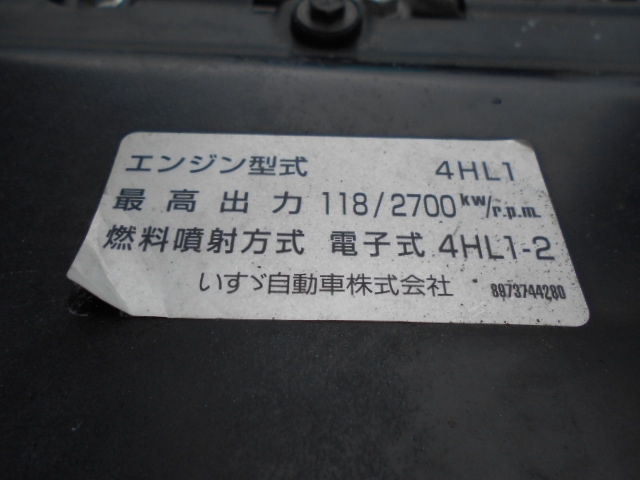 エンジン型式 4HL1
最高出力 118/2700 kw/r.p.m.
燃料噴射方式 電子式 4HL1-2
いすゞ自動車株式会社 8973744280